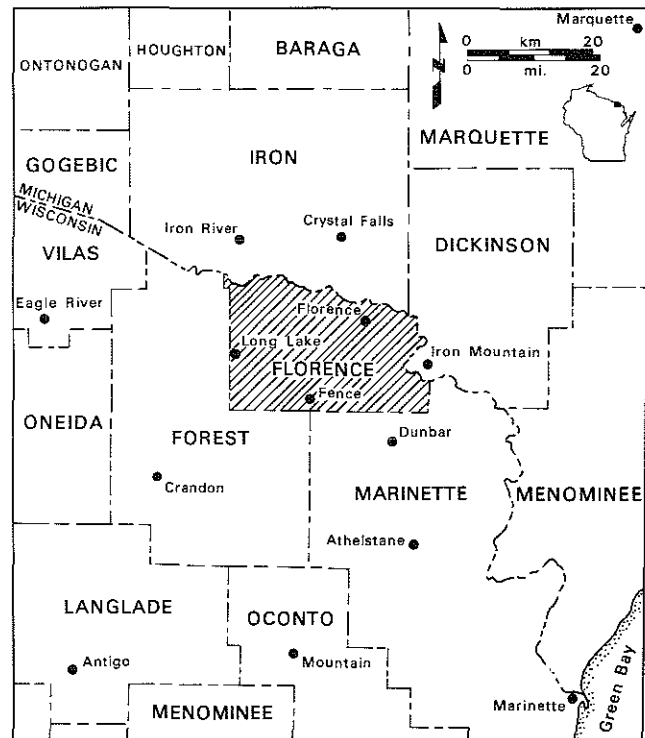 Marquette
ONTONOGAN
HOUGHTON
BARAGA
0 km 20
0 mi. 20
N
MARQUETTE
GOGEBIC
IRON
MICHIGAN
WISCONSIN
VILAS
Iron River
Crystal Falls
DICKINSON
Eagle River
Florence
Long Lake
FLORENCE
Iron Mountain
Fence
ONEIDA
FOREST
Dunbar
Crandon
MARINETTE
MENOMINEE
Athelstane
LANGLADE
OCONTO
Antigo
Mountain
MENOMINEE
Marinette
Green Bay